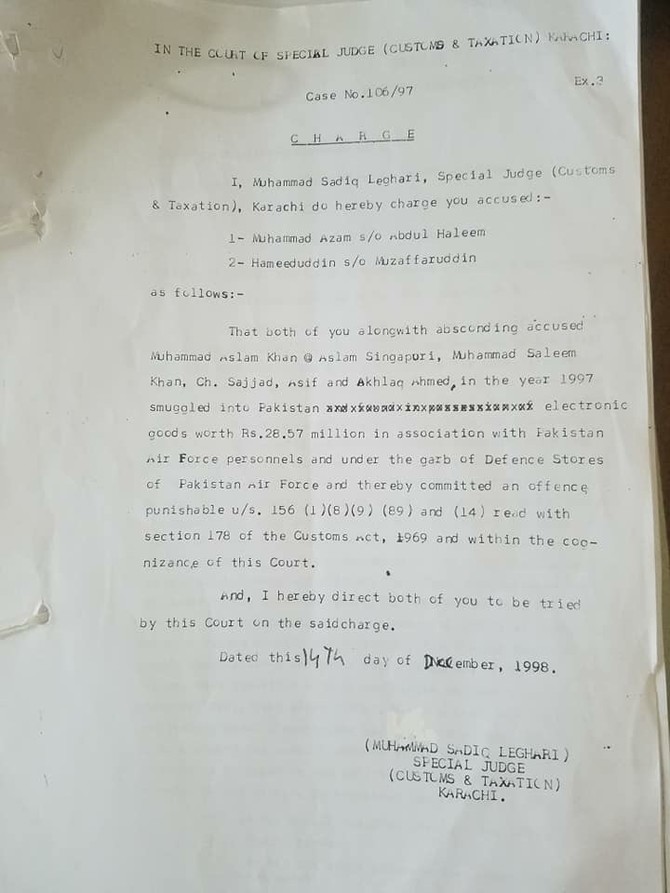 IN THE COURT OF SPECIAL JUDGE (CUSTOMS & TAXATION) KARACHI:
Ex.3
Case No.106/97
C H A R G E
I, Muhammad Sadiq Leghari, Special Judge (Customs
& Taxation), Karachi do hereby charge you accused:-
1- Muhammad Azam s/o Abdul Haleem
2- Hameeduddin s/o Muzaffaruddin
as follows:-
That both of you alongwith absconding accused
Muhammad Aslam Khan @ Aslam Singapuri, Muhammad Saleem
Khan, Ch. Sajjad, Asif and Akhlaq Ahmed, in the year 1997
smuggled into Pakistan electronic
goods worth Rs.28.57 million in association with Pakistan
Air Force personnels and under the garb of Defence Stores
of Pakistan Air Force and thereby committed an offence
punishable u/s. 156 (1)(8)(9) (89) and (14) read with
section 178 of the Customs Act, 1969 and within the cog-
nizance of this Court.
And, I hereby direct both of you to be tried
by this Court on the saidcharge.
Dated this 14th day of December, 1998.
(MUHAMMAD SADIQ LEGHARI)
SPECIAL JUDGE
(CUSTOMS & TAXATION)
KARACHI.